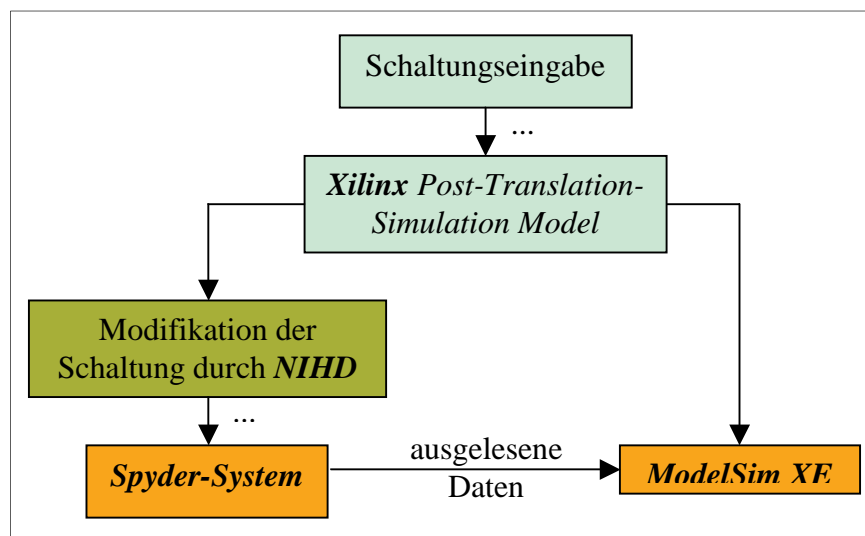 Schaltungseingabe
...
Xilinx Post-Translation-
Simulation Model
Modifikation der
Schaltung durch NIHD
...
Spyder-System
ausgelesene
Daten
ModelSim XE